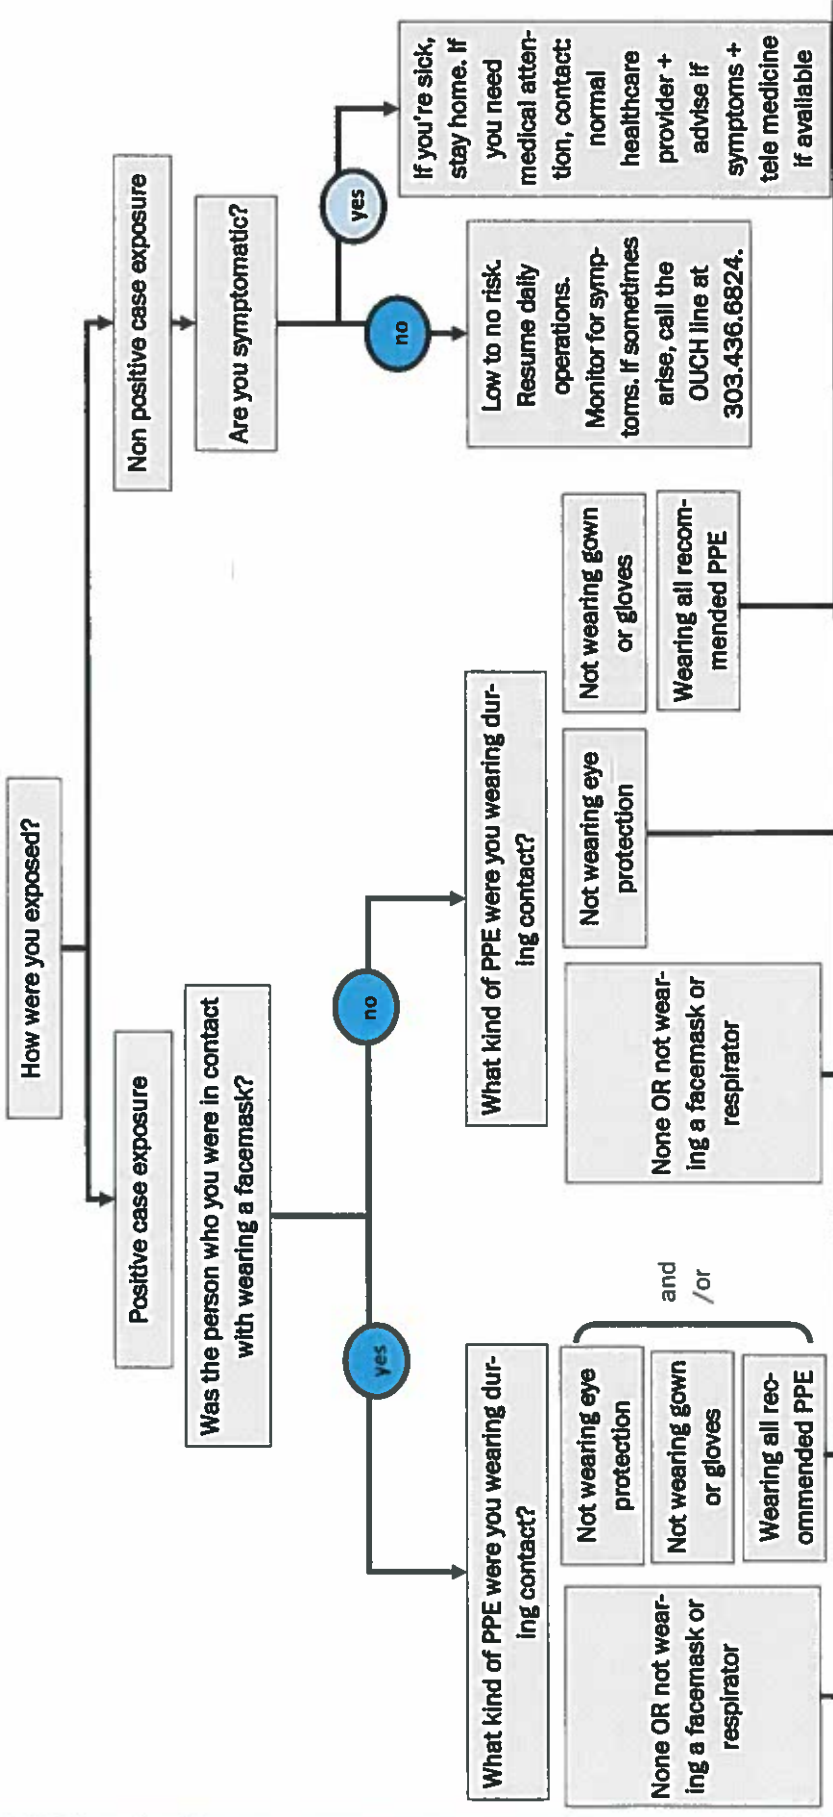 How were you exposed?
Positive case exposure
Non positive case exposure
Was the person who you were in contact
with wearing a facemask?
Are you symptomatic?
yes
no
no
yes
What kind of PPE were you wearing dur-
ing contact?
What kind of PPE were you wearing dur-
ing contact?
Low to no risk.
Resume daily
operations.
Monitor for symp-
toms. If sometimes
arise, call the
OUCH line at
303.436.6824.
If you're sick,
stay home. If
you need
medical atten-
tion, contact:
normal
healthcare
provider +
advise if
symptoms +
tele medicine
if available
None OR not wear-
ing a facemask or
respirator
Not wearing eye
protection
Not wearing gown
or gloves
Wearing all rec-
ommended PPE
and
/or
None OR not wear-
ing a facemask or
respirator
Not wearing eye
protection
Not wearing gown
or gloves
Wearing all recom-
mended PPE